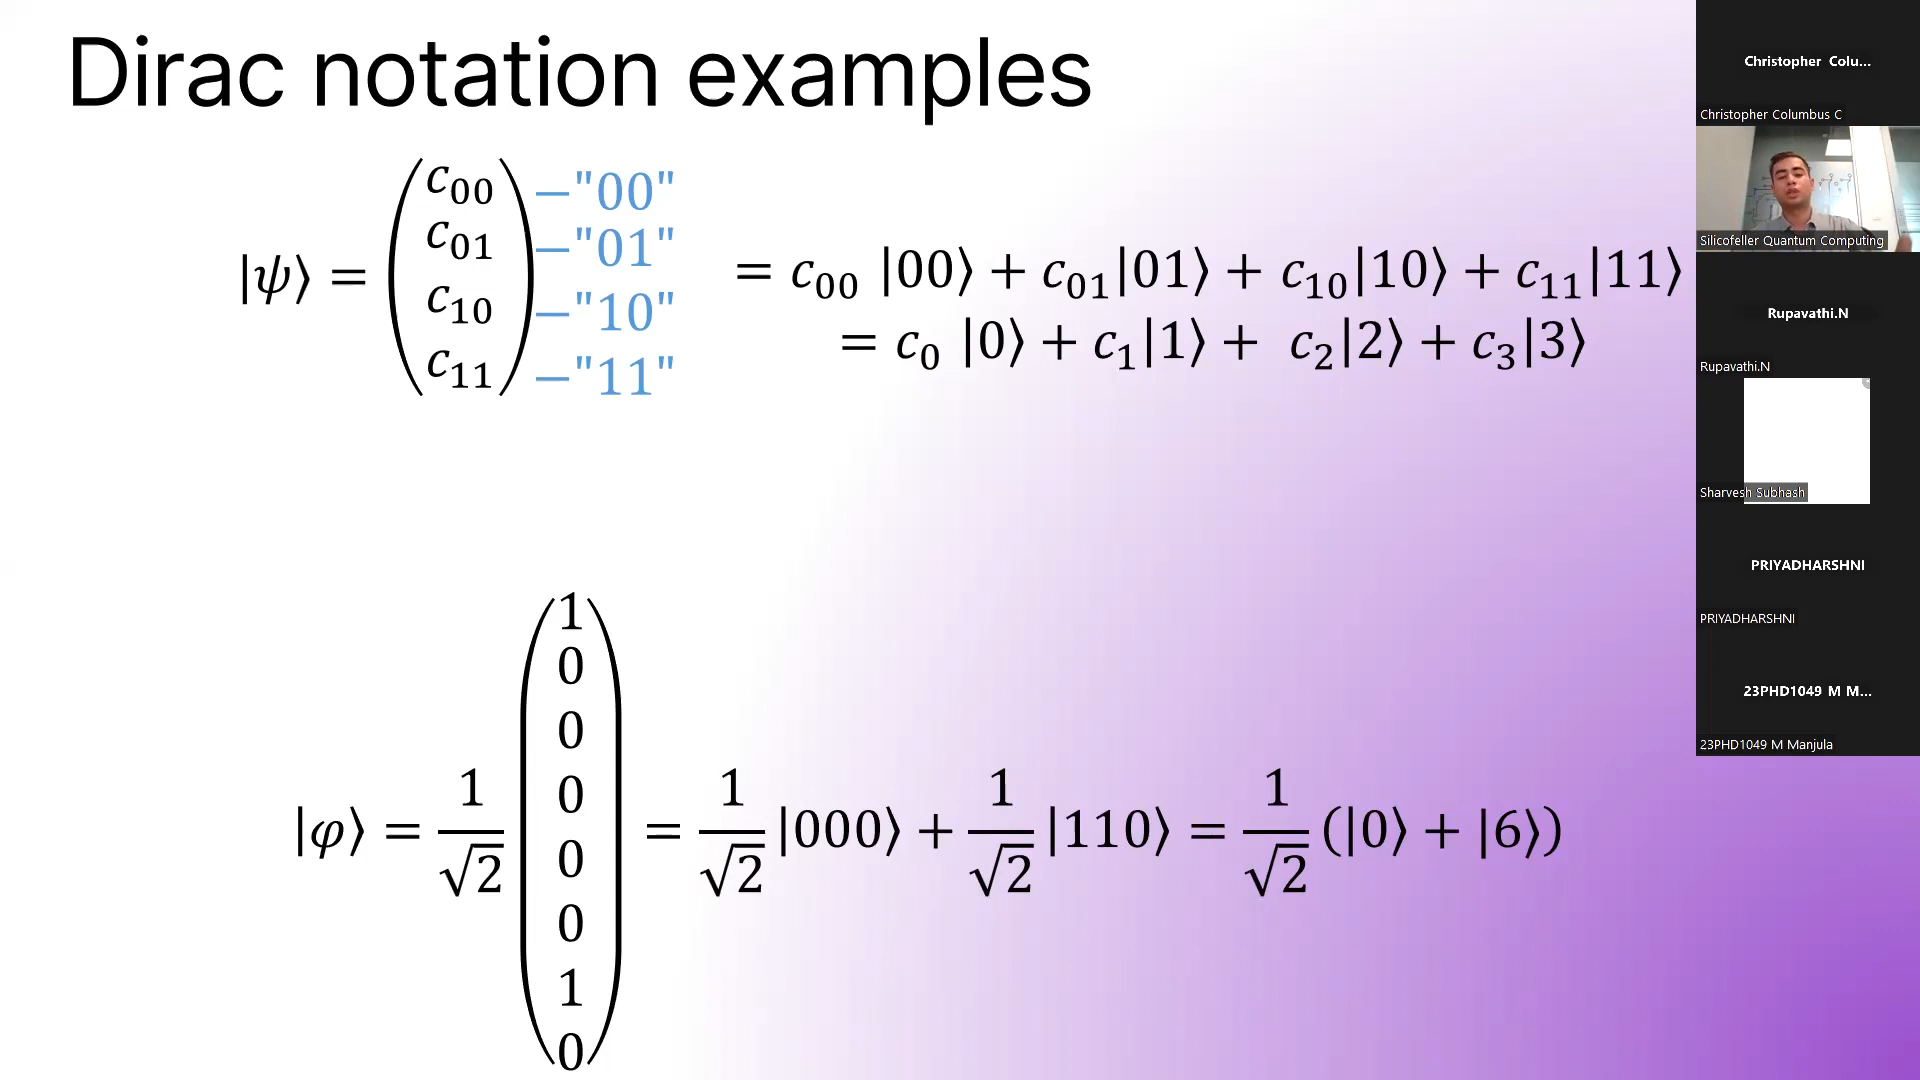 Dirac notation examples
|ψ⟩ = (c₀₀ c₀₁ c₁₀ c₁₁) = c₀₀ |00⟩ + c₀₁|01⟩ + c₁₀|10⟩ + c₁₁|11⟩
−"00"
−"01"
−"10"
−"11"
= c₀ |0⟩ + c₁|1⟩ + c₂|2⟩ + c₃|3⟩
|φ⟩ = 1/√2 (1 0 0 0 0 0 1 0) = 1/√2 |000⟩ + 1/√2 |110⟩ = 1/√2 (|0⟩ + |6⟩)
Christopher Colu...
Christopher Columbus C
Silicofeller Quantum Computing
Rupavathi.N
Rupavathi.N
Sharvesh Subhash
PRIYADHARSHNI
PRIYADHARSHNI
23PHD1049 M M...
23PHD1049 M Manjula